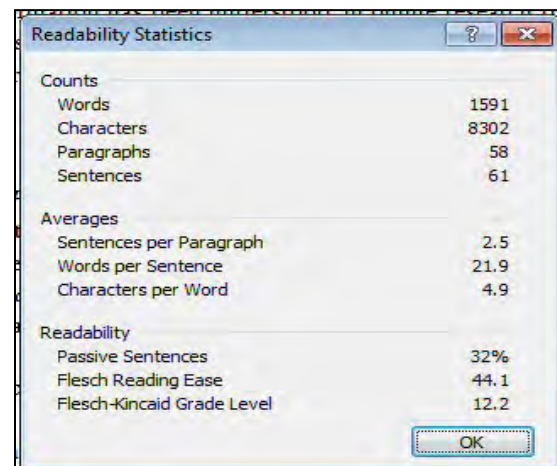 Readability Statistics
Counts
Words 1591
Characters 8302
Paragraphs 58
Sentences 61
Averages
Sentences per Paragraph 2.5
Words per Sentence 21.9
Characters per Word 4.9
Readability
Passive Sentences 32%
Flesch Reading Ease 44.1
Flesch-Kincaid Grade Level 12.2
OK